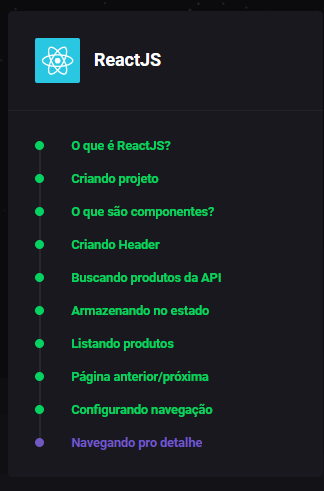 ReactJS
O que é ReactJS?
Criando projeto
O que são componentes?
Criando Header
Buscando produtos da API
Armazenando no estado
Listando produtos
Página anterior/próxima
Configurando navegação
Navegando pro detalhe